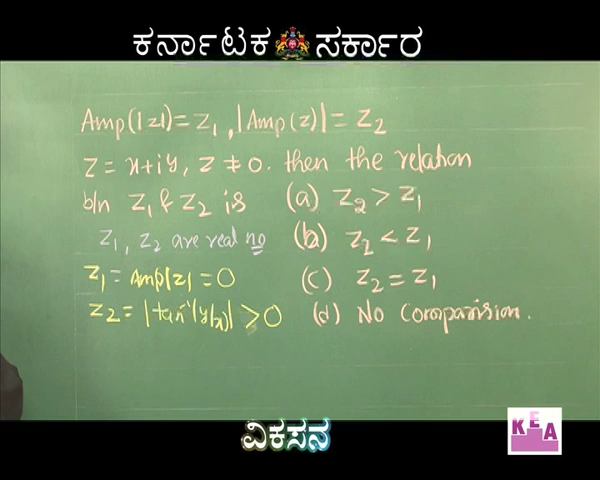 ಕರ್ನಾಟಕ ಸರ್ಕಾರ
Amp(|z|) = z₁, |Amp(z)| = z₂
z = x+iy, z ≠ 0. then the relation
b/n z₁ & z₂ is (a) z₂ > z₁
z₁, z₂ are real no (b) z₂ < z₁
z₁ = Amp|z| = 0 (c) z₂ = z₁
z₂ = |tan⁻¹(y/x)| > 0 (d) No comparision.
ವಿಕಸನ
KEA